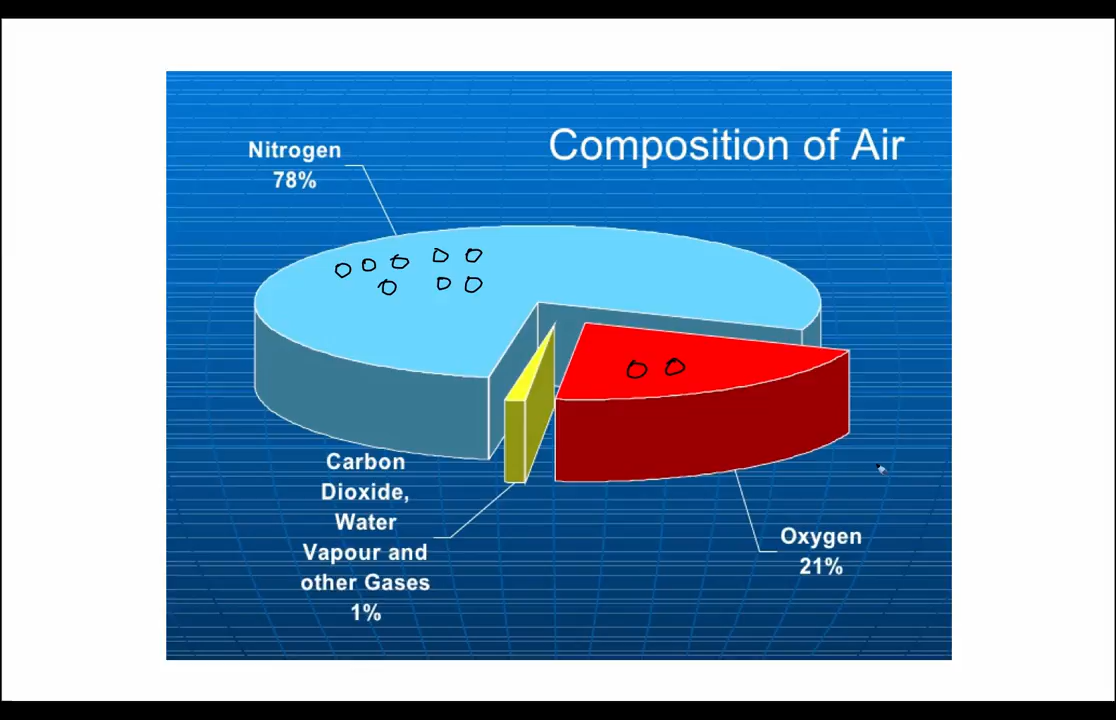 Composition of Air
Nitrogen
78%
Carbon
Dioxide,
Water
Vapour and
other Gases
1%
Oxygen
21%